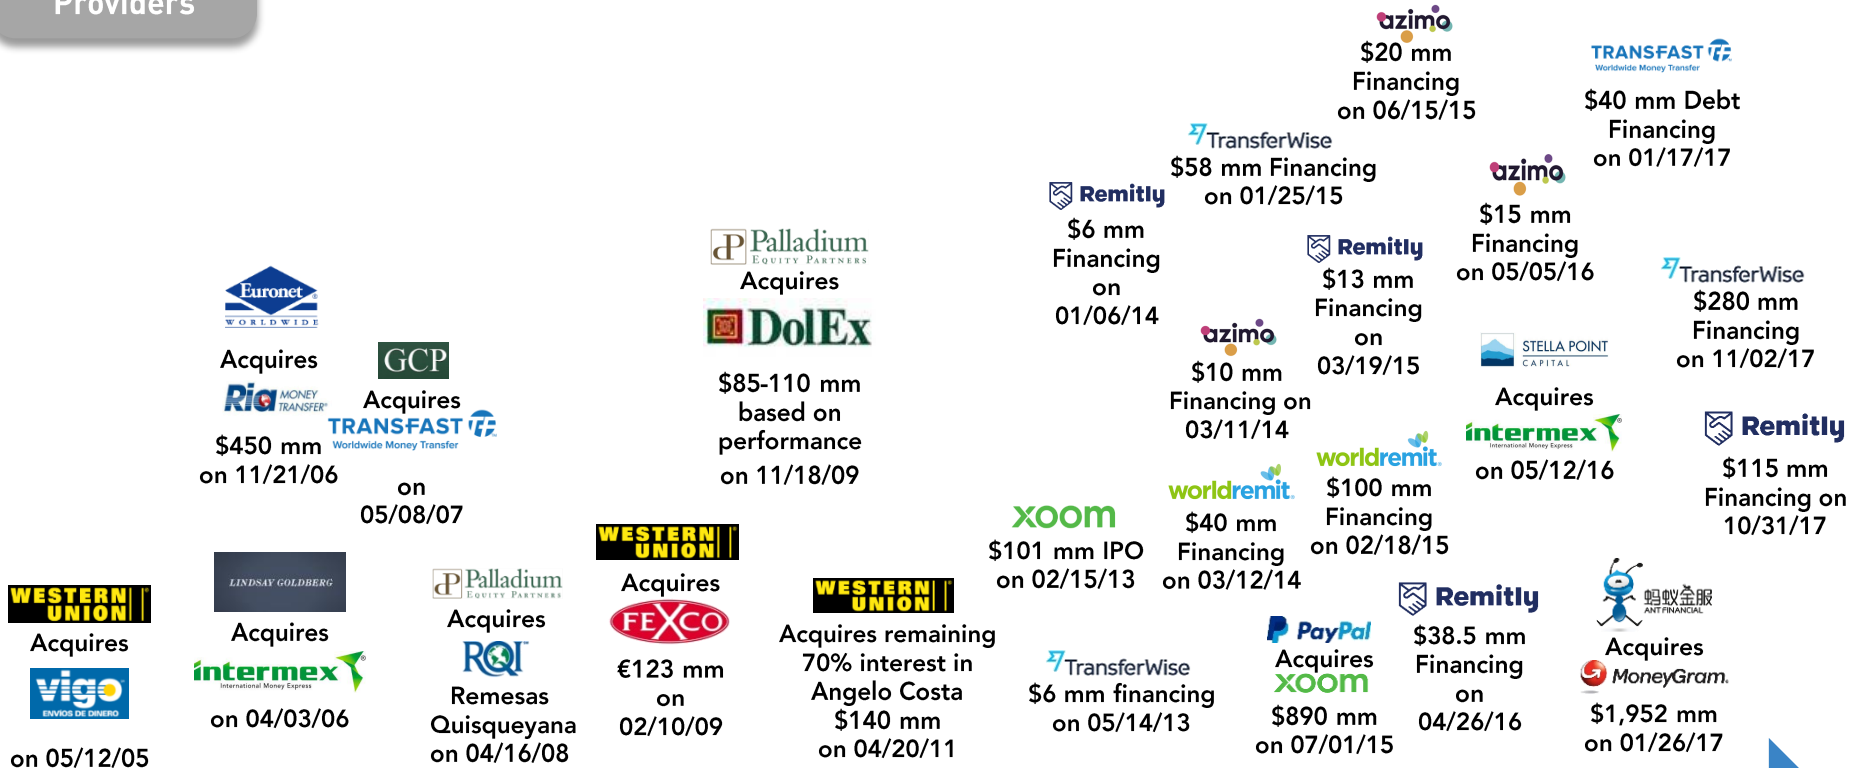 Providers
WESTERN
UNION
Acquires
vigo
ENVIOS DE DINERO
on 05/12/05
Euronet
WORLDWIDE
Acquires
Ria MONEY
TRANSFER
$450 mm
on 11/21/06
LINDSAY GOLDBERG
Acquires
intermex
International Money Express
on 04/03/06
GCP
Acquires
TRANSFAST TF
Worldwide Money Transfer
on
05/08/07
Palladium
EQUITY PARTNERS
Acquires
RQI
Remesas
Quisqueyana
on 04/16/08
WESTERN
UNION
Acquires
FEXCO
€123 mm
on
02/10/09
Palladium
EQUITY PARTNERS
Acquires
DolEx
$85-110 mm
based on
performance
on 11/18/09
WESTERN
UNION
Acquires remaining
70% interest in
Angelo Costa
$140 mm
on 04/20/11
xoom
$101 mm IPO
on 02/15/13
TransferWise
$6 mm financing
on 05/14/13
Remitly
$6 mm
Financing
on
01/06/14
azimo
$10 mm
Financing on
03/11/14
worldremit
$40 mm
Financing
on 03/12/14
TransferWise
$58 mm Financing
on 01/25/15
azimo
$20 mm
Financing
on 06/15/15
Remitly
$13 mm
Financing
on
03/19/15
worldremit
$100 mm
Financing
on 02/18/15
PayPal
Acquires
xoom
$890 mm
on 07/01/15
Remitly
$38.5 mm
Financing
on
04/26/16
azimo
$15 mm
Financing
on 05/05/16
STELLA POINT
CAPITAL
Acquires
intermex
International Money Express
on 05/12/16
TRANSFAST TF
Worldwide Money Transfer
$40 mm Debt
Financing
on 01/17/17
TransferWise
$280 mm
Financing
on 11/02/17
Remitly
$115 mm
Financing on
10/31/17
蚂蚁金服
ANT FINANCIAL
Acquires
MoneyGram
$1,952 mm
on 01/26/17